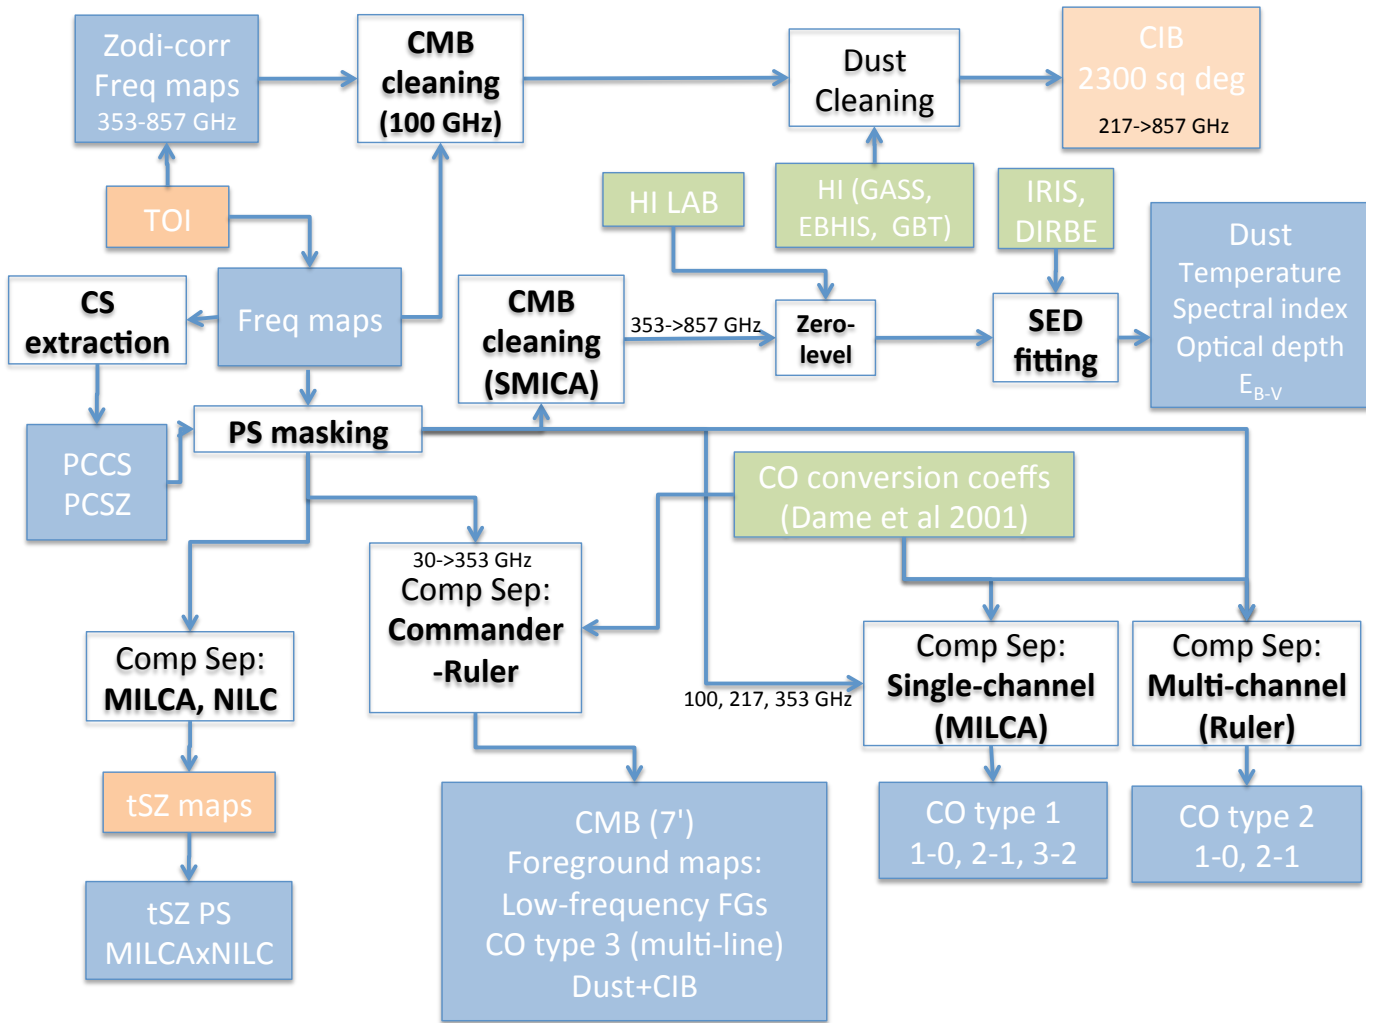 Zodi-corr
Freq maps
353-857 GHz
CMB
cleaning
(100 GHz)
Dust
Cleaning
CIB
2300 sq deg
217->857 GHz
TOI
HI LAB
HI (GASS,
EBHIS, GBT)
IRIS,
DIRBE
Dust
Temperature
Spectral index
Optical depth
E_B-V
CS
extraction
Freq maps
CMB
cleaning
(SMICA)
353->857 GHz
Zero-
level
SED
fitting
PS masking
PCCS
PCSZ
CO conversion coeffs
(Dame et al 2001)
30->353 GHz
Comp Sep:
Commander
-Ruler
Comp Sep:
MILCA, NILC
100, 217, 353 GHz
Comp Sep:
Single-channel
(MILCA)
Comp Sep:
Multi-channel
(Ruler)
tSZ maps
tSZ PS
MILCAxNILC
CMB (7')
Foreground maps:
Low-frequency FGs
CO type 3 (multi-line)
Dust+CIB
CO type 1
1-0, 2-1, 3-2
CO type 2
1-0, 2-1